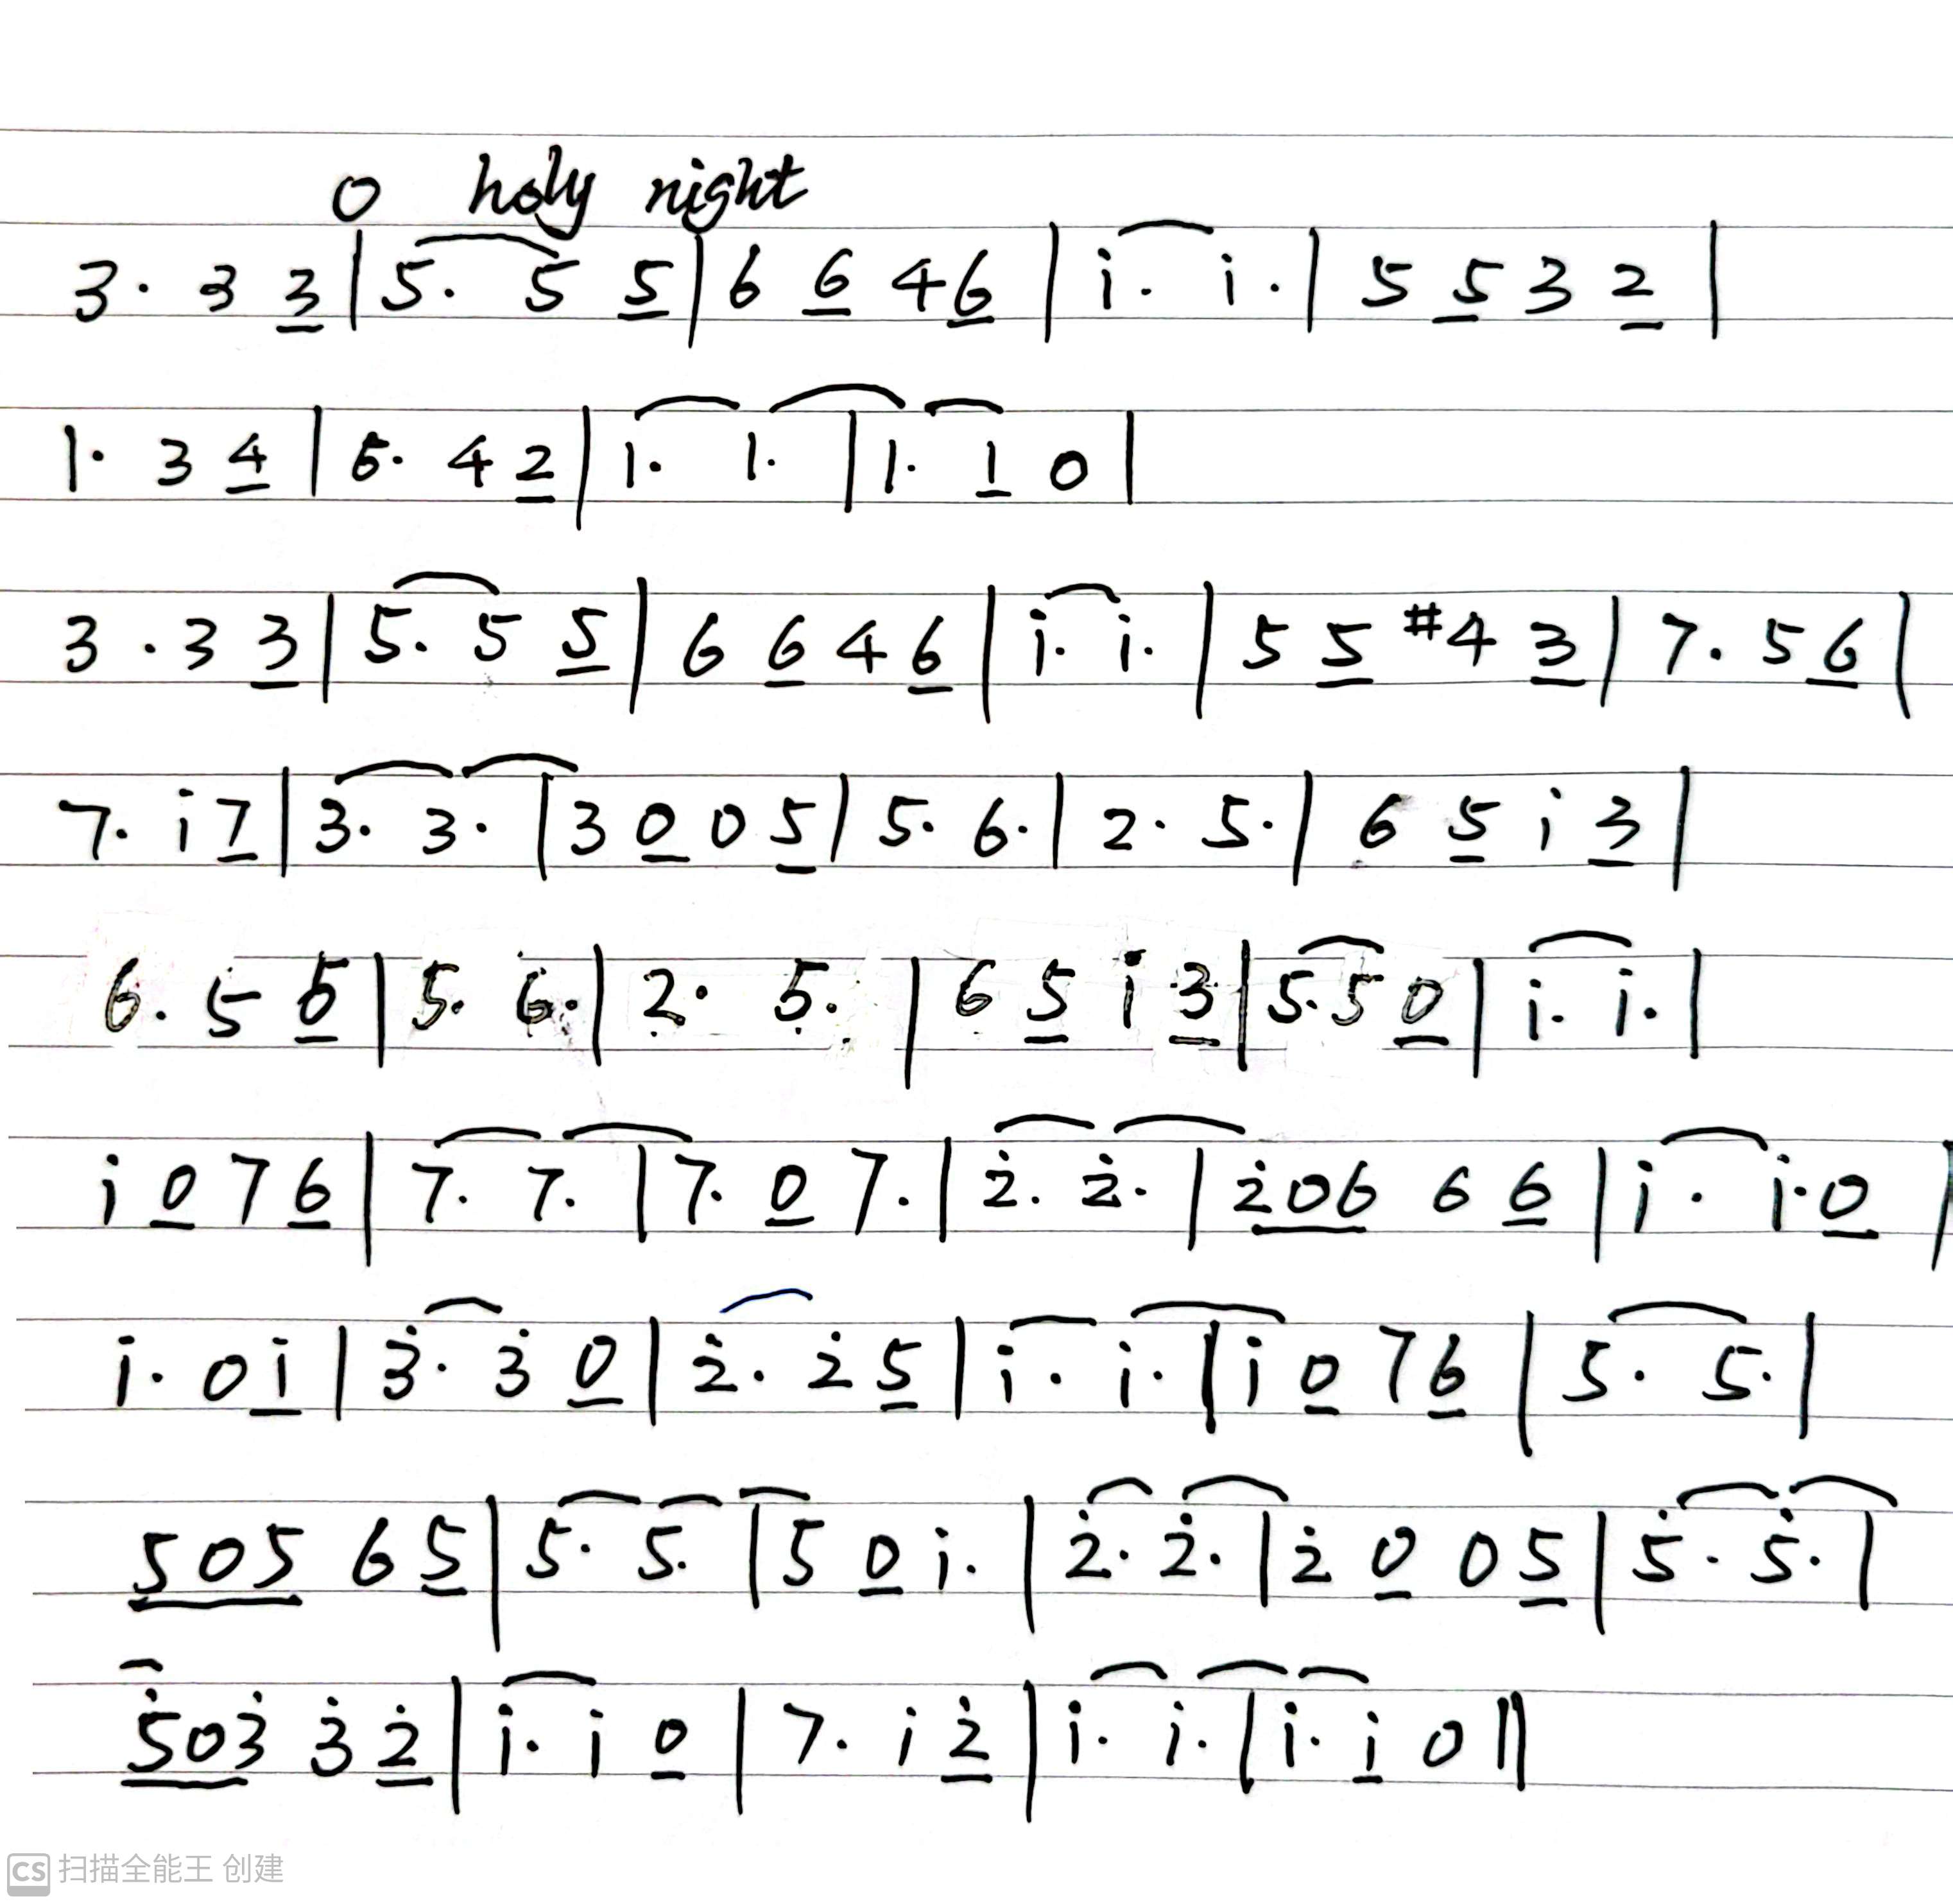 O holy night
3· 3 3̲ | 5· 5 5̲ | 6 6̲ 4 6̲ | i· i· | 5 5̲ 3 2̲ |
1· 3 4̲ | 5· 4 2̲ | 1· 1· | 1· 1̲ 0 |
3· 3 3̲ | 5· 5 5̲ | 6 6̲ 4 6̲ | i· i· | 5 5̲ #4 3̲ | 7· 5 6̲ |
7· i 7̲ | 3· 3· | 3 0̲ 0 5̲ | 5· 6· | 2· 5· | 6 5̲ i 3̲ |
6· 5 5̲ | 5· 6· | 2· 5· | 6 5̲ i 3̲ | 5· 5 0̲ | i· i· |
i 0̲ 7 6̲ | 7· 7· | 7· 0̲ 7· | 2̇· 2̇· | 2̲̇0̲6̲ 6 6̲ | i· i· 0̲ |
i· 0 i̲ | 3̇· 3̇ 0̲ | 2̇· 2̇ 5̲ | i· i· | i 0̲ 7 6̲ | 5· 5· |
5̲0̲5̲ 6 5̲ | 5· 5· | 5 0̲ i· | 2̇· 2̇· | 2̇ 0̲ 0 5̲ | 5̇· 5̇· |
5̲̇0̲3̲̇ 3̇ 2̲̇ | i· i 0̲ | 7· i 2̲̇ | i· i· | i· i̲ 0 ‖
CS 扫描全能王 创建